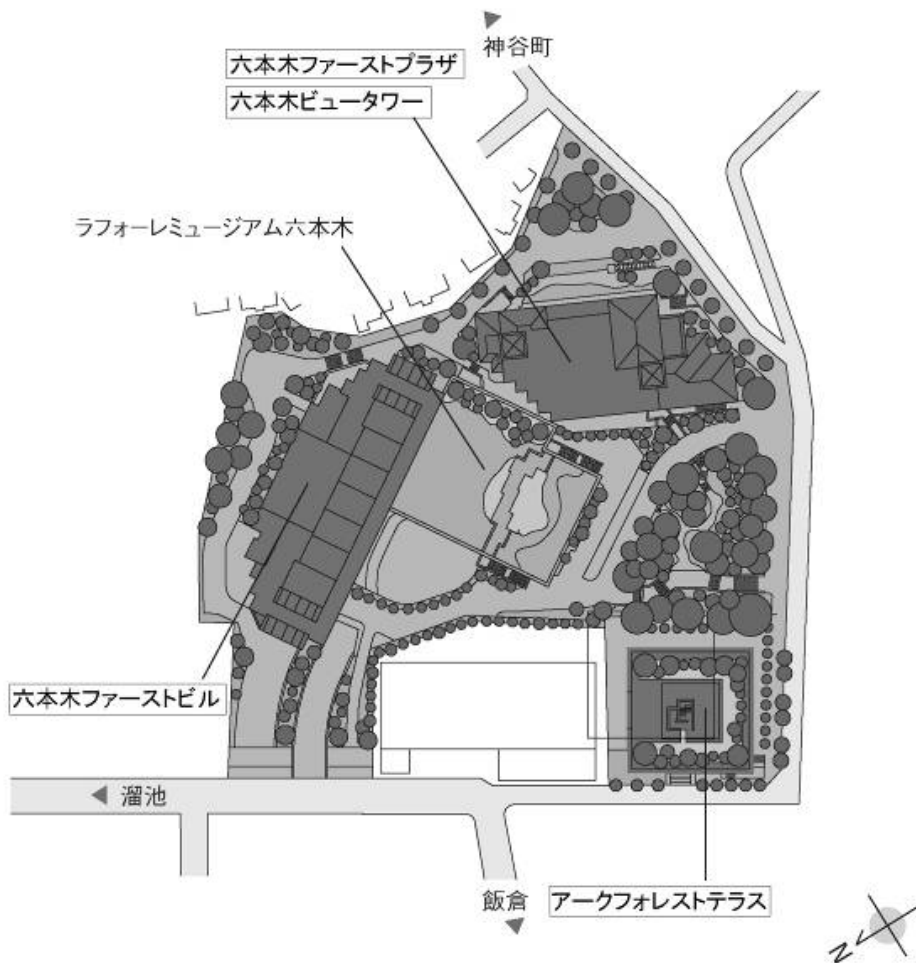 神谷町
六本木ファーストプラザ
六本木ビュータワー
ラフォーレミュージアム六本木
六本木ファーストビル
溜池
飯倉
アークフォレストテラス
N